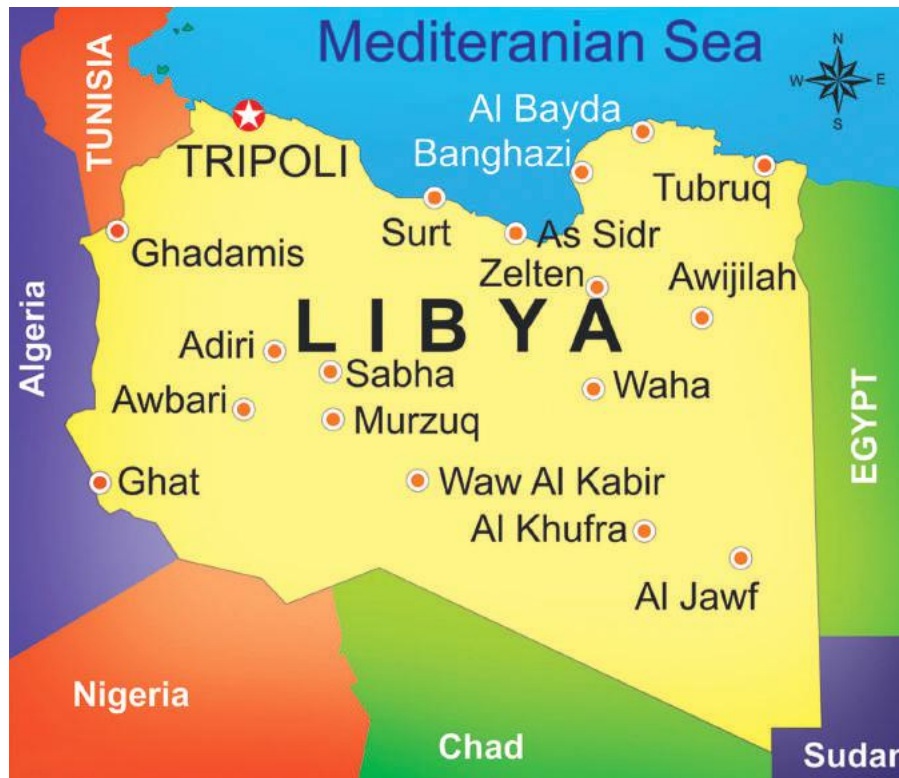 Mediteranian Sea
N
W
E
S
TUNISIA
Al Bayda
Banghazi
TRIPOLI
Tubruq
Surt
As Sidr
Ghadamis
Zelten
Awijilah
LIBYA
Algeria
Adiri
Sabha
Waha
Awbari
Murzuq
EGYPT
Ghat
Waw Al Kabir
Al Khufra
Al Jawf
Nigeria
Chad
Sudan